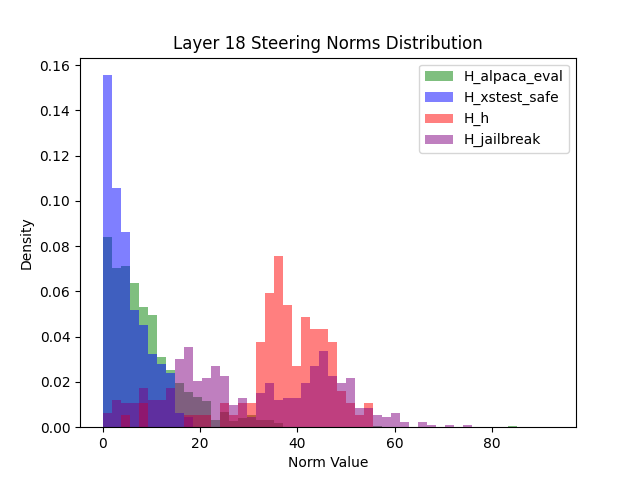 Layer 18 Steering Norms Distribution
H_alpaca_eval
H_xstest_safe
H_h
H_jailbreak
0.16
0.14
0.12
0.10
0.08
0.06
0.04
0.02
0.00
Density
0
20
40
60
80
Norm Value